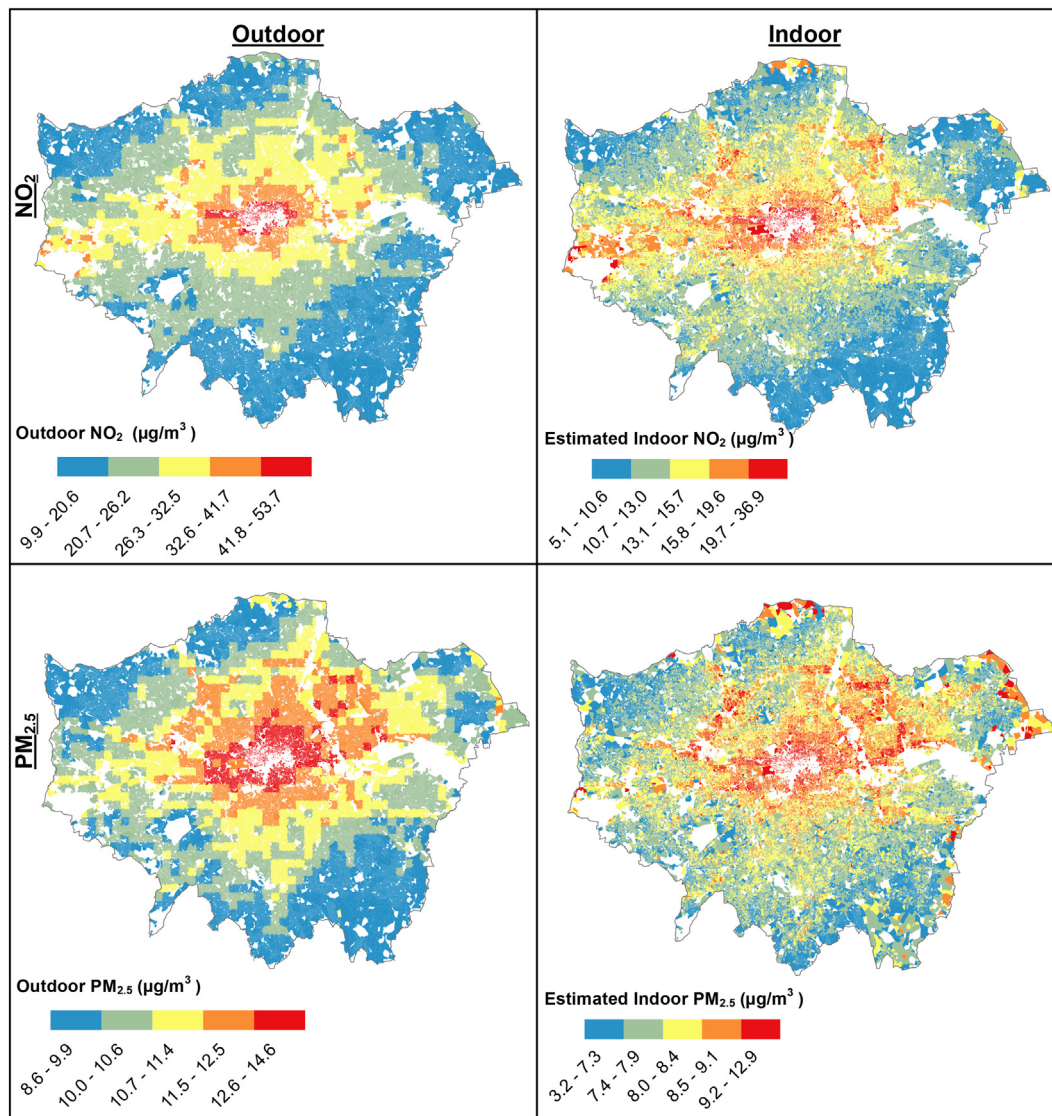 Outdoor
Indoor
NO₂
Outdoor NO₂ (µg/m³ )
9.9 - 20.6
20.7 - 26.2
26.3 - 32.5
32.6 - 41.7
41.8 - 53.7
Estimated Indoor NO₂ (µg/m³)
5.1 - 10.6
10.7 - 13.0
13.1 - 15.7
15.8 - 19.6
19.7 - 36.9
PM₂.₅
Outdoor PM₂.₅ (µg/m³ )
8.6 - 9.9
10.0 - 10.6
10.7 - 11.4
11.5 - 12.5
12.6 - 14.6
Estimated Indoor PM₂.₅ (µg/m³ )
3.2 - 7.3
7.4 - 7.9
8.0 - 8.4
8.5 - 9.1
9.2 - 12.9